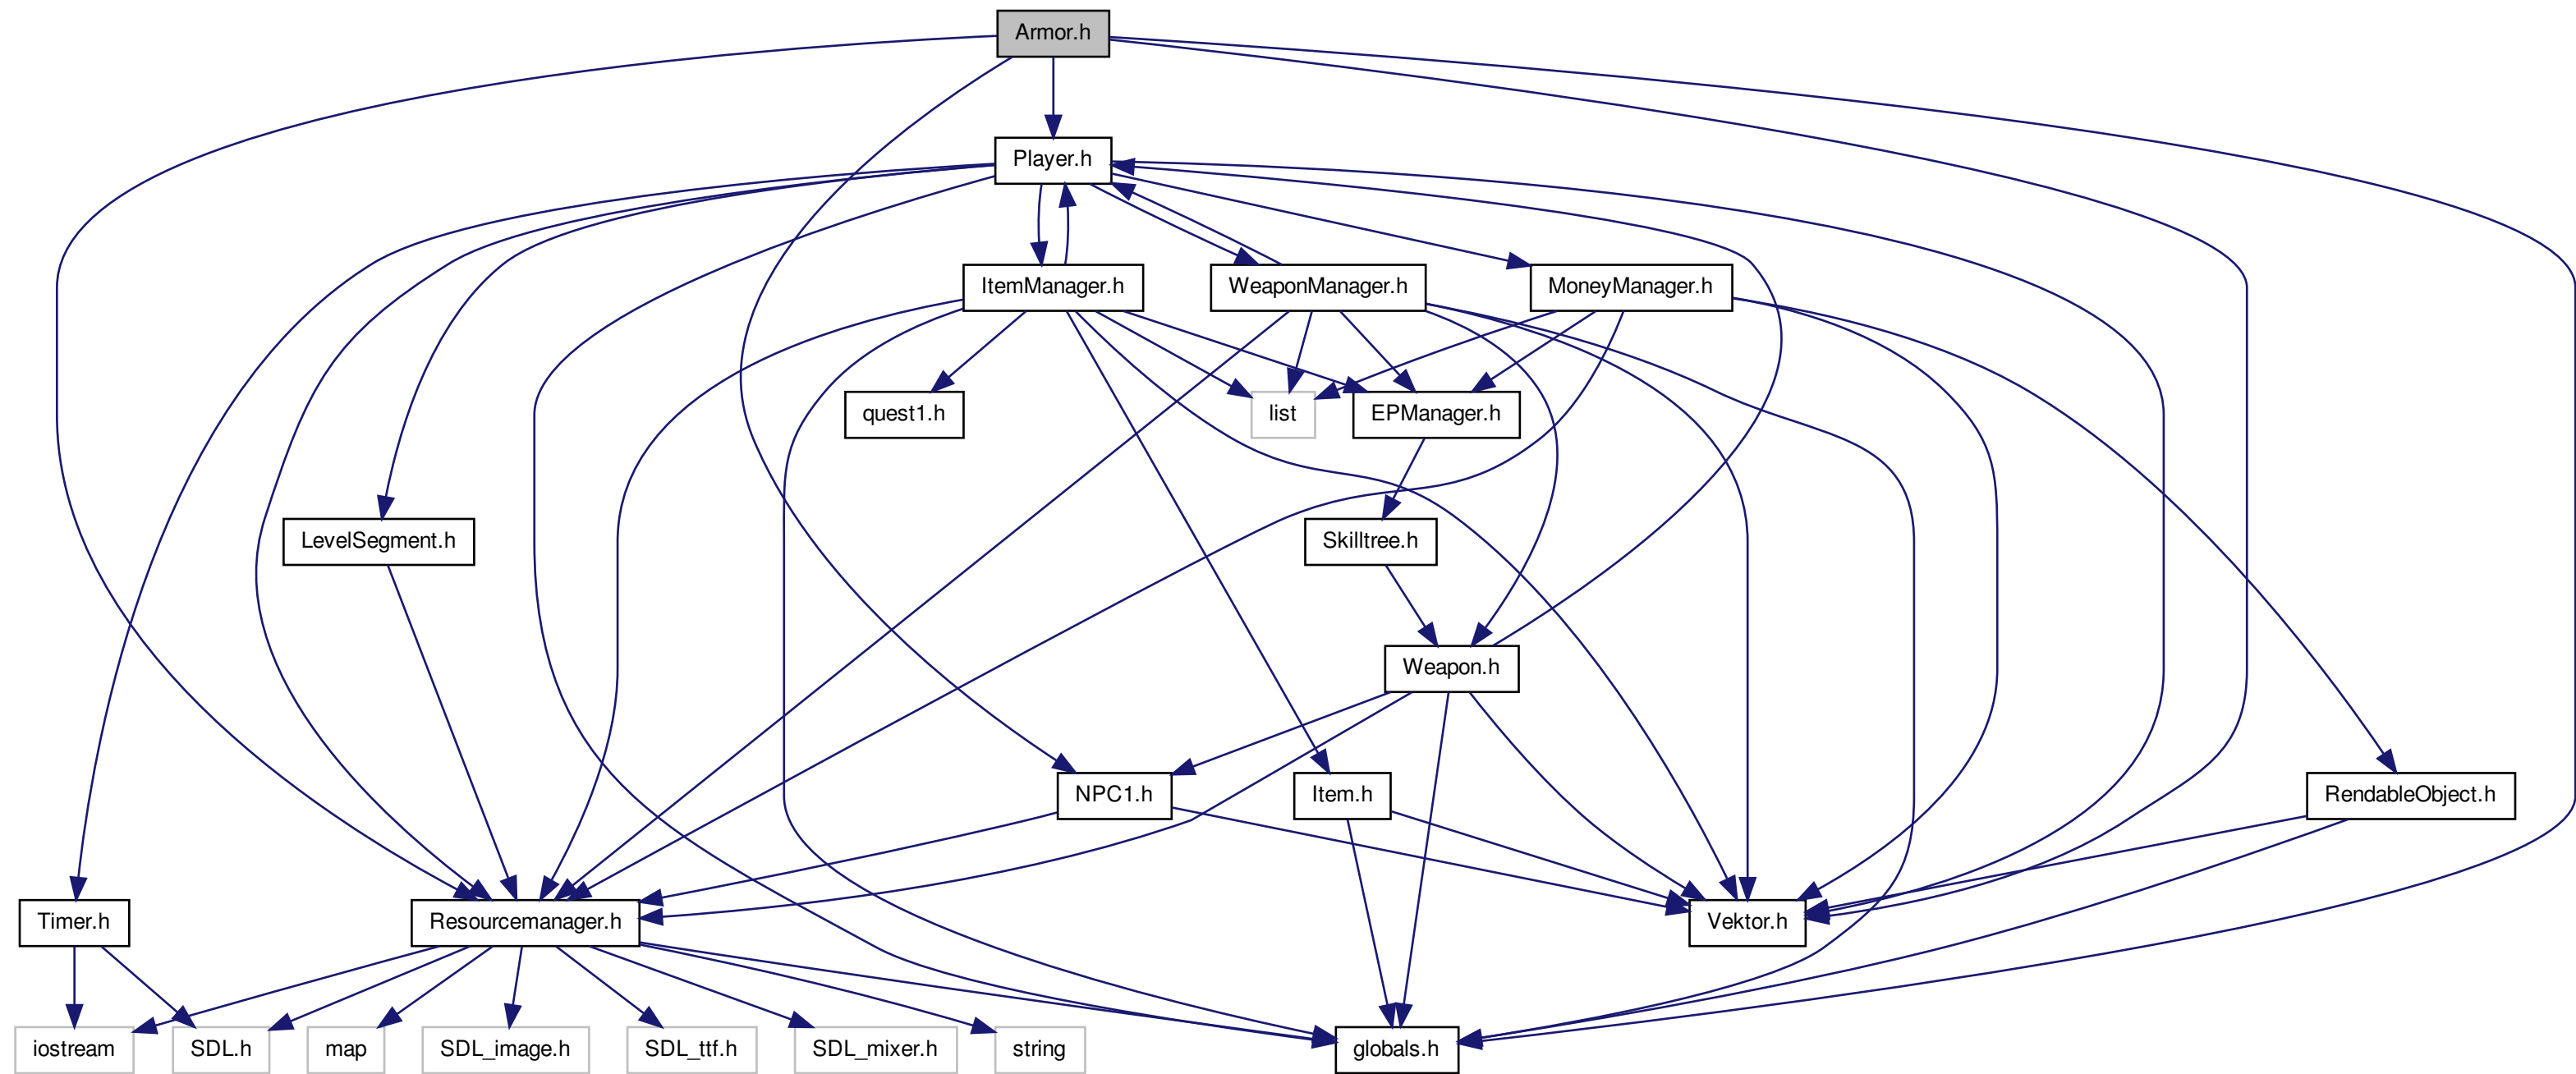 Armor.h
Player.h
ItemManager.h
WeaponManager.h
MoneyManager.h
quest1.h
list
EPManager.h
LevelSegment.h
Skilltree.h
Weapon.h
NPC1.h
Item.h
RendableObject.h
Timer.h
Resourcemanager.h
Vektor.h
iostream
SDL.h
map
SDL_image.h
SDL_ttf.h
SDL_mixer.h
string
globals.h